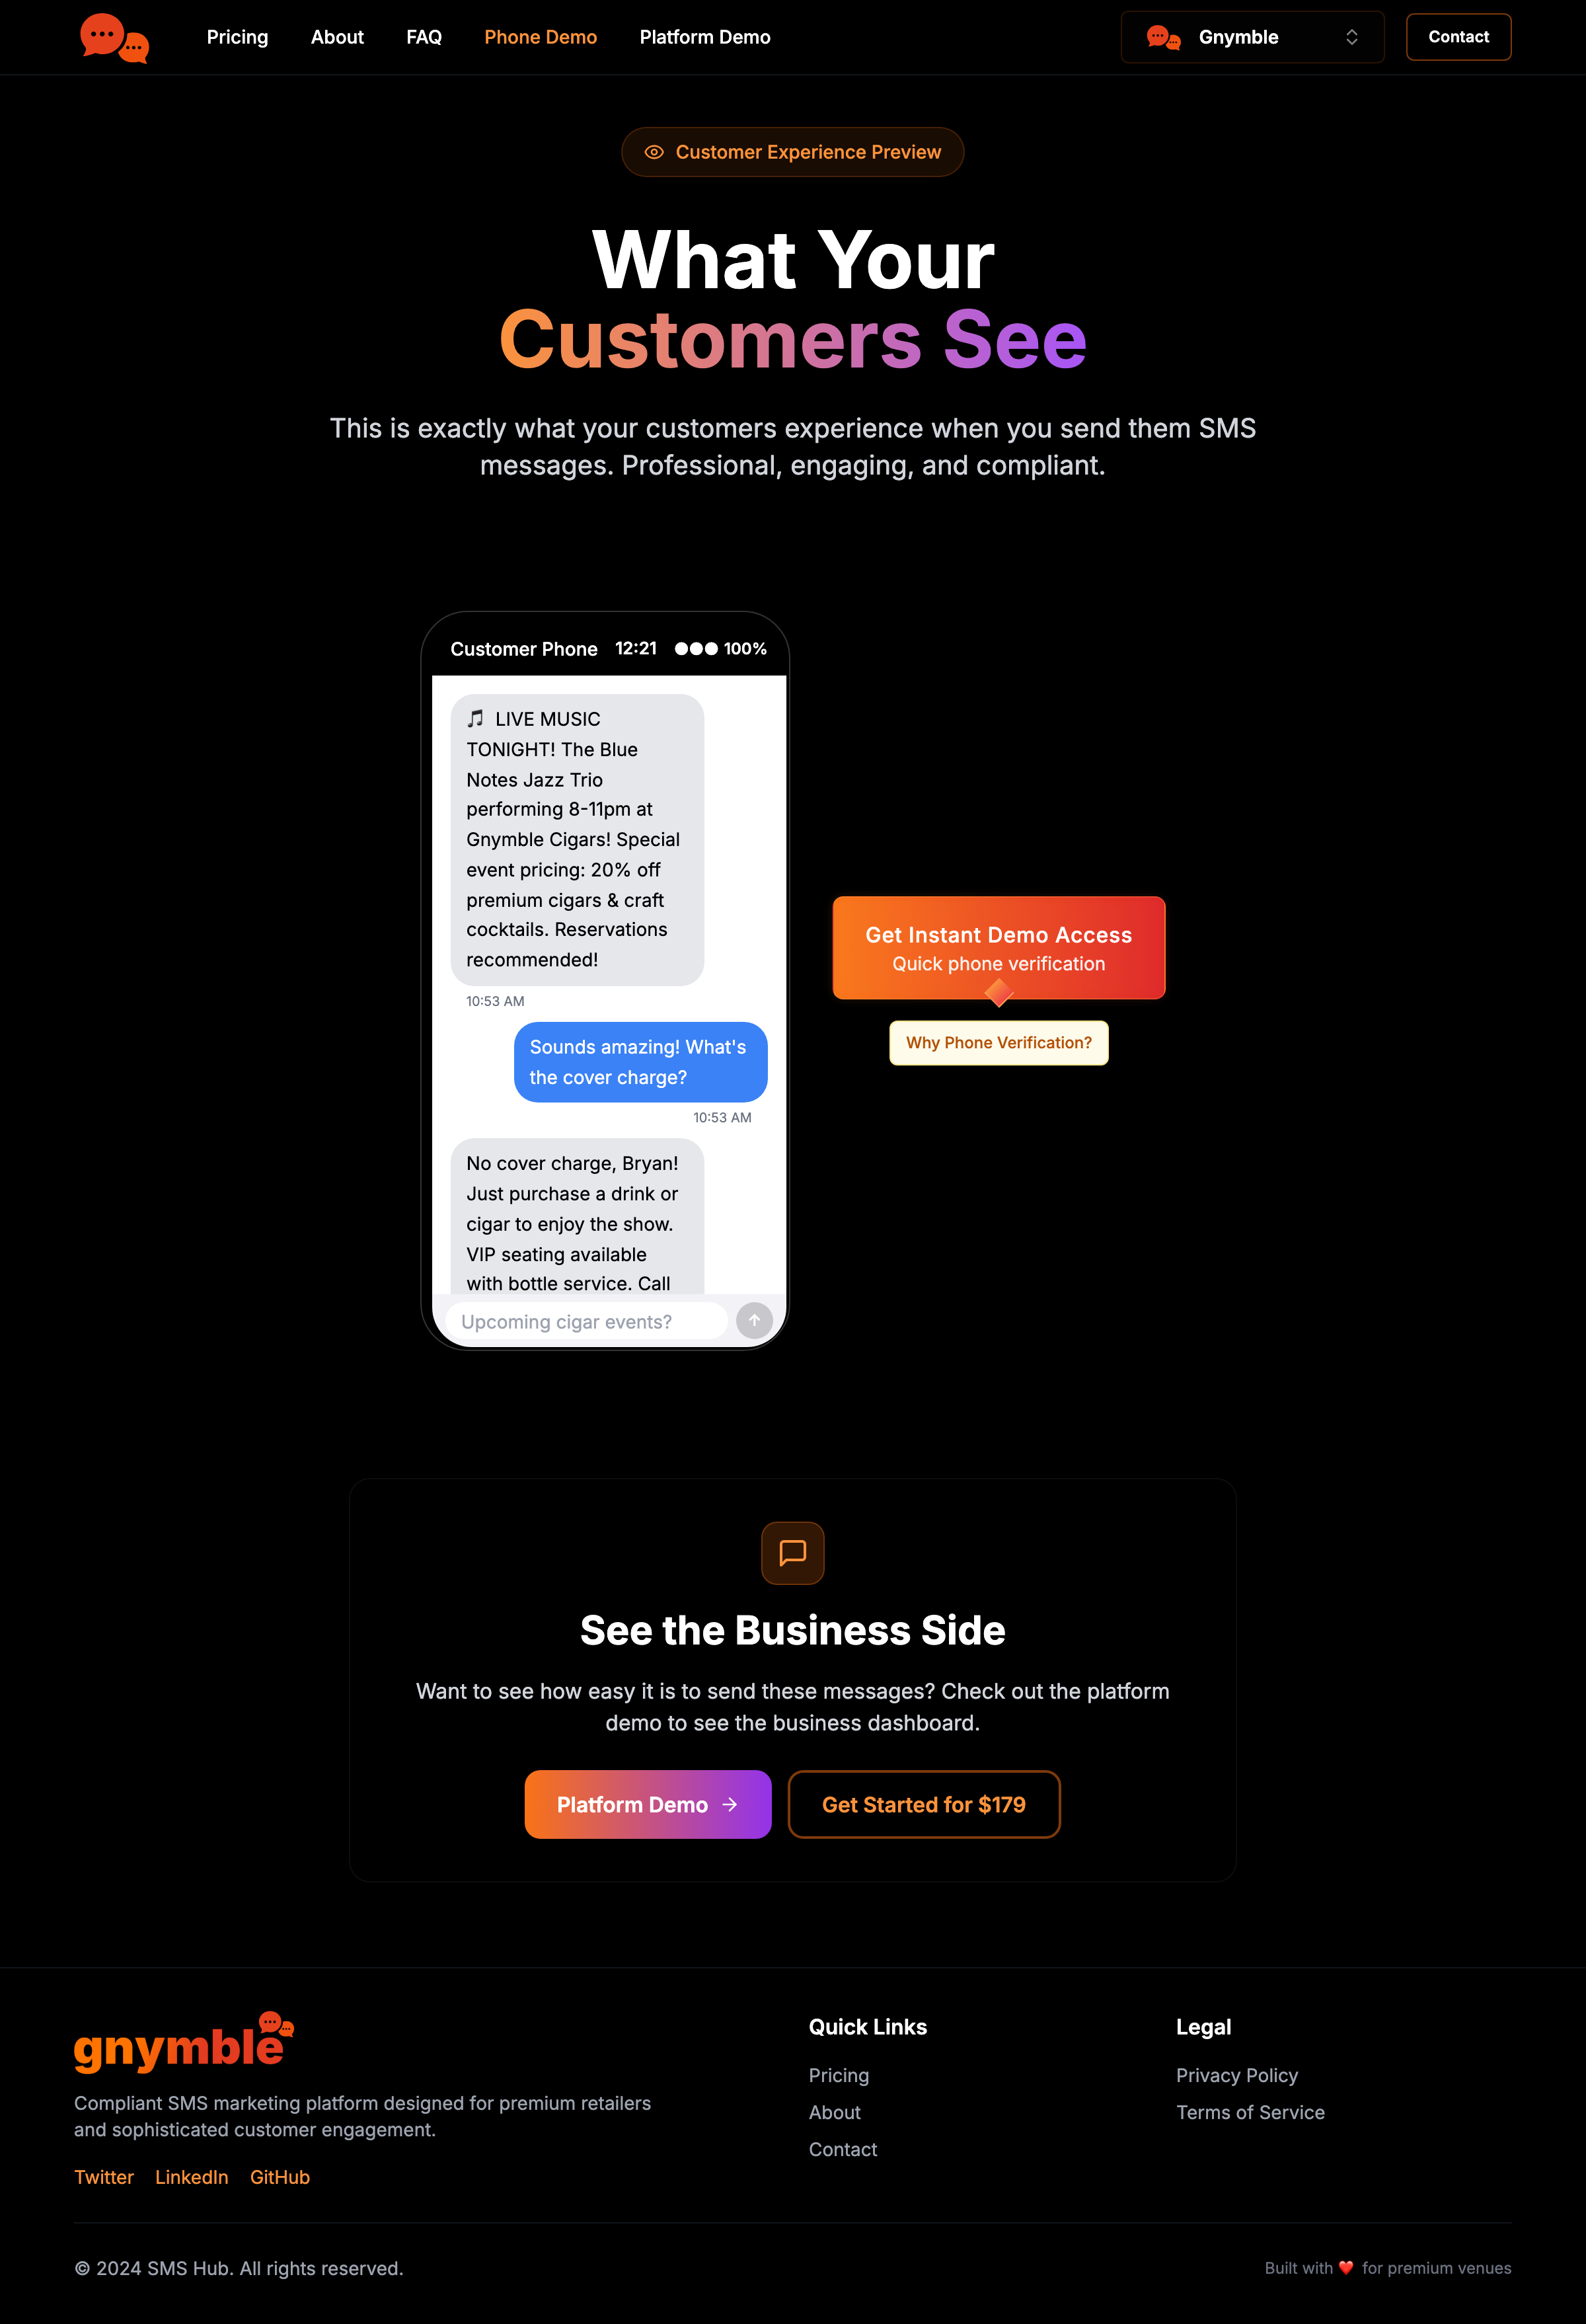 Pricing
About
FAQ
Phone Demo
Platform Demo
Gnymble
Contact
Customer Experience Preview
What Your
Customers See
This is exactly what your customers experience when you send them SMS
messages. Professional, engaging, and compliant.
Customer Phone 12:21 100%
🎵 LIVE MUSIC
TONIGHT! The Blue
Notes Jazz Trio
performing 8-11pm at
Gnymble Cigars! Special
event pricing: 20% off
premium cigars & craft
cocktails. Reservations
recommended!
10:53 AM
Sounds amazing! What's
the cover charge?
10:53 AM
No cover charge, Bryan!
Just purchase a drink or
cigar to enjoy the show.
VIP seating available
with bottle service. Call
Upcoming cigar events?
Get Instant Demo Access
Quick phone verification
Why Phone Verification?
See the Business Side
Want to see how easy it is to send these messages? Check out the platform
demo to see the business dashboard.
Platform Demo →
Get Started for $179
gnymble
Compliant SMS marketing platform designed for premium retailers
and sophisticated customer engagement.
Twitter LinkedIn GitHub
Quick Links
Pricing
About
Contact
Legal
Privacy Policy
Terms of Service
© 2024 SMS Hub. All rights reserved.
Built with ❤️ for premium venues